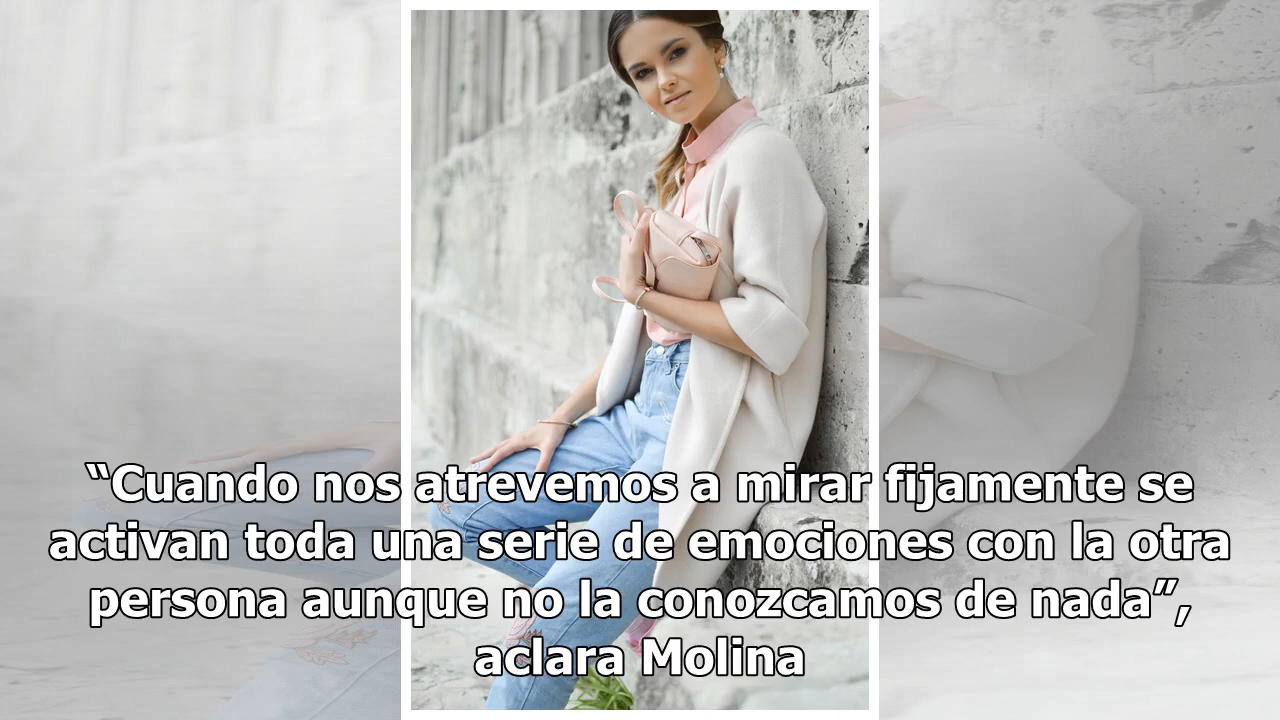 “Cuando nos atrevemos a mirar fijamente se
activan toda una serie de emociones con la otra
persona aunque no la conozcamos de nada”,
aclara Molina